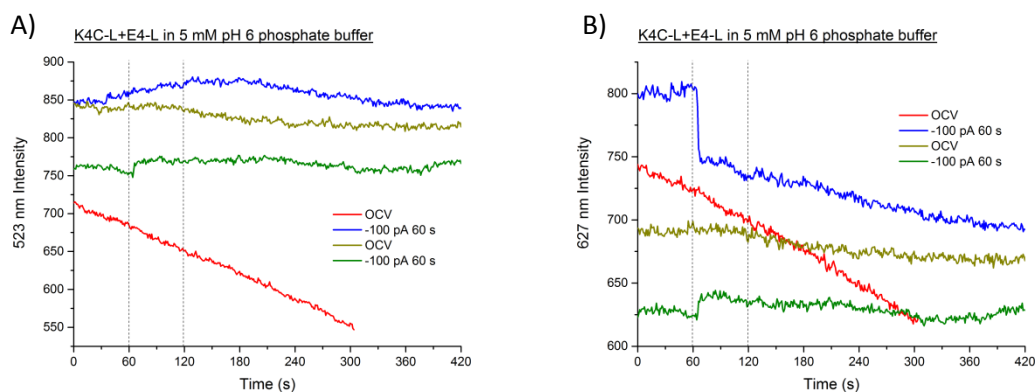 A)
K4C-L+E4-L in 5 mM pH 6 phosphate buffer
900
850
800
750
700
650
600
550
523 nm Intensity
OCV
-100 pA 60 s
OCV
-100 pA 60 s
0
60
120
180
240
300
360
420
Time (s)
B)
K4C-L+E4-L in 5 mM pH 6 phosphate buffer
800
750
700
650
600
627 nm Intensity
OCV
-100 pA 60 s
OCV
-100 pA 60 s
0
60
120
180
240
300
360
420
Time (s)